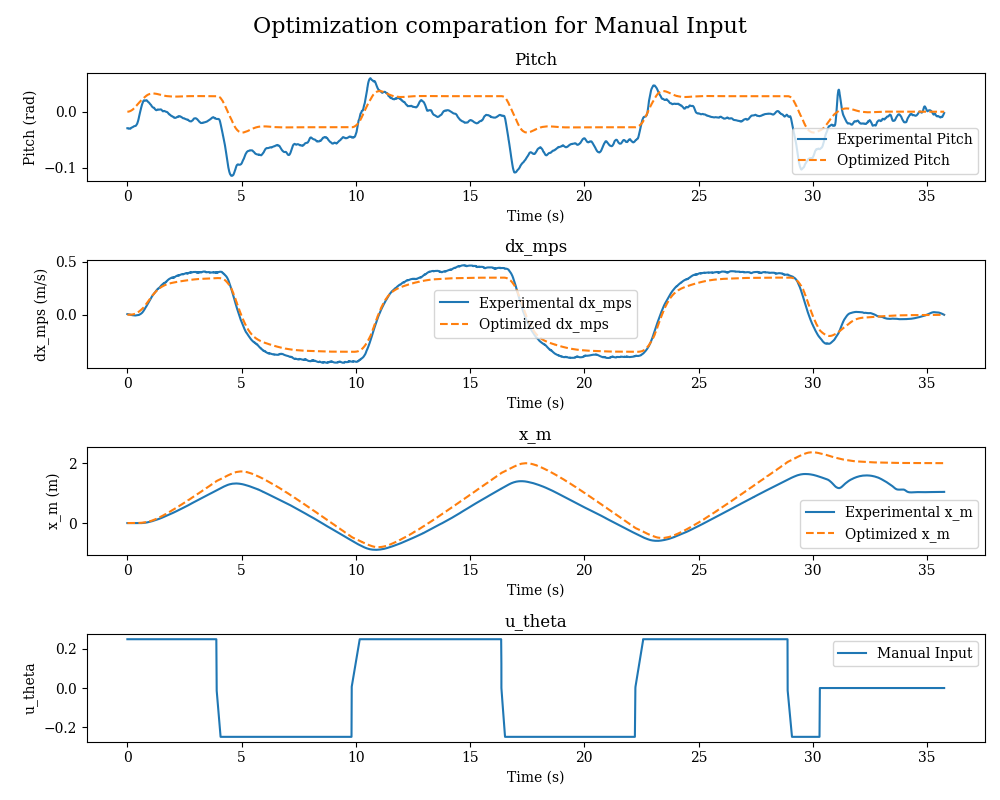 Optimization comparation for Manual Input
Pitch
Pitch (rad)
0.0
−0.1
Experimental Pitch
Optimized Pitch
0 5 10 15 20 25 30 35
Time (s)
dx_mps
dx_mps (m/s)
0.5
0.0
Experimental dx_mps
Optimized dx_mps
0 5 10 15 20 25 30 35
Time (s)
x_m
x_m (m)
2
0
Experimental x_m
Optimized x_m
0 5 10 15 20 25 30 35
Time (s)
u_theta
u_theta
0.2
0.0
−0.2
Manual Input
0 5 10 15 20 25 30 35
Time (s)